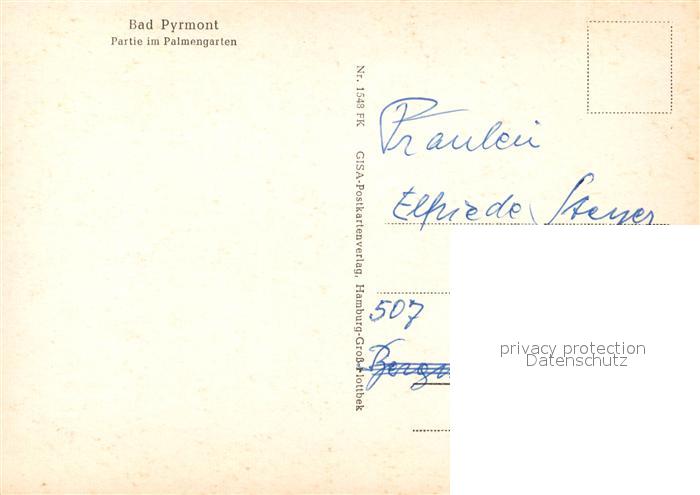 Bad Pyrmont
Partie im Palmengarten
Nr. 1548 FK GISA-Postkartenverlag, Hamburg-Groß-Flottbek
Fräulein
Elfriede Steyer
507
privacy protection
Datenschutz